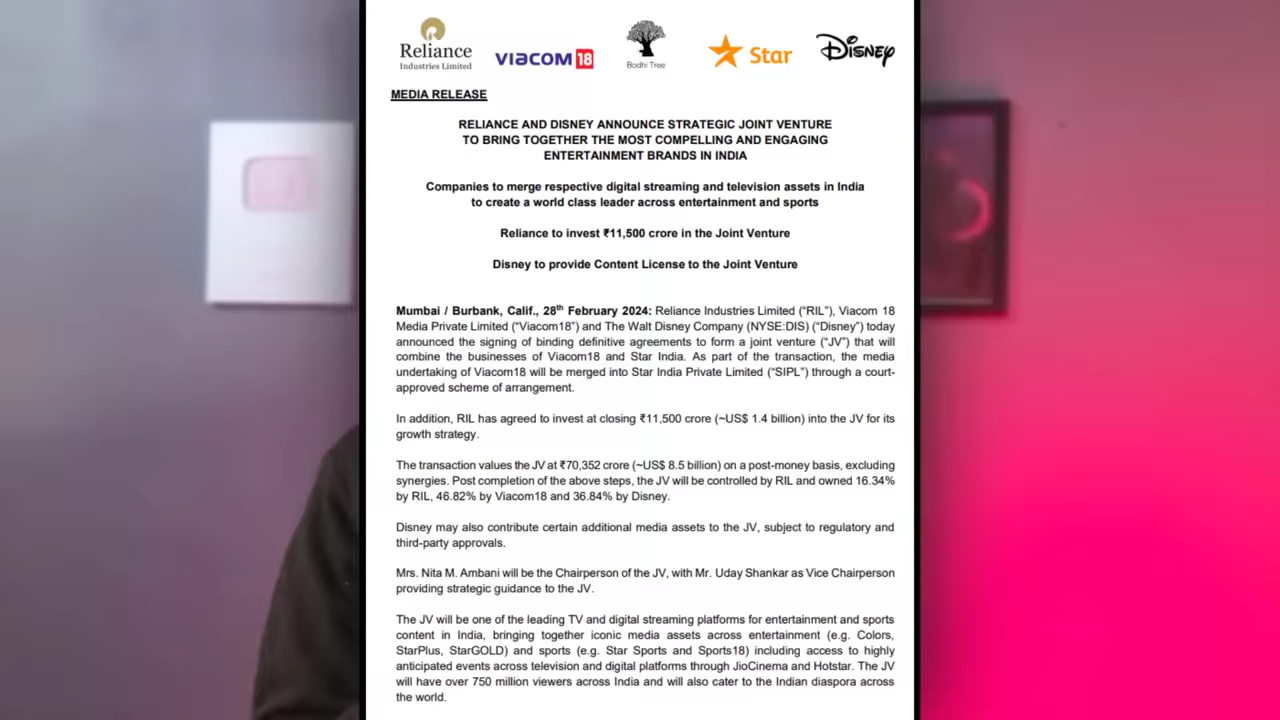 Reliance
Industries Limited
VIACOM18
Bodhi Tree
Star
Disney
MEDIA RELEASE
RELIANCE AND DISNEY ANNOUNCE STRATEGIC JOINT VENTURE
TO BRING TOGETHER THE MOST COMPELLING AND ENGAGING
ENTERTAINMENT BRANDS IN INDIA
Companies to merge respective digital streaming and television assets in India
to create a world class leader across entertainment and sports
Reliance to invest ₹11,500 crore in the Joint Venture
Disney to provide Content License to the Joint Venture
Mumbai / Burbank, Calif., 28th February 2024: Reliance Industries Limited (“RIL”), Viacom 18
Media Private Limited (“Viacom18”) and The Walt Disney Company (NYSE:DIS) (“Disney”) today
announced the signing of binding definitive agreements to form a joint venture (“JV”) that will
combine the businesses of Viacom18 and Star India. As part of the transaction, the media
undertaking of Viacom18 will be merged into Star India Private Limited (“SIPL”) through a court-
approved scheme of arrangement.
In addition, RIL has agreed to invest at closing ₹11,500 crore (~US$ 1.4 billion) into the JV for its
growth strategy.
The transaction values the JV at ₹70,352 crore (~US$ 8.5 billion) on a post-money basis, excluding
synergies. Post completion of the above steps, the JV will be controlled by RIL and owned 16.34%
by RIL, 46.82% by Viacom18 and 36.84% by Disney.
Disney may also contribute certain additional media assets to the JV, subject to regulatory and
third-party approvals.
Mrs. Nita M. Ambani will be the Chairperson of the JV, with Mr. Uday Shankar as Vice Chairperson
providing strategic guidance to the JV.
The JV will be one of the leading TV and digital streaming platforms for entertainment and sports
content in India, bringing together iconic media assets across entertainment (e.g. Colors,
StarPlus, StarGOLD) and sports (e.g. Star Sports and Sports18) including access to highly
anticipated events across television and digital platforms through JioCinema and Hotstar. The JV
will have over 750 million viewers across India and will also cater to the Indian diaspora across
the world.